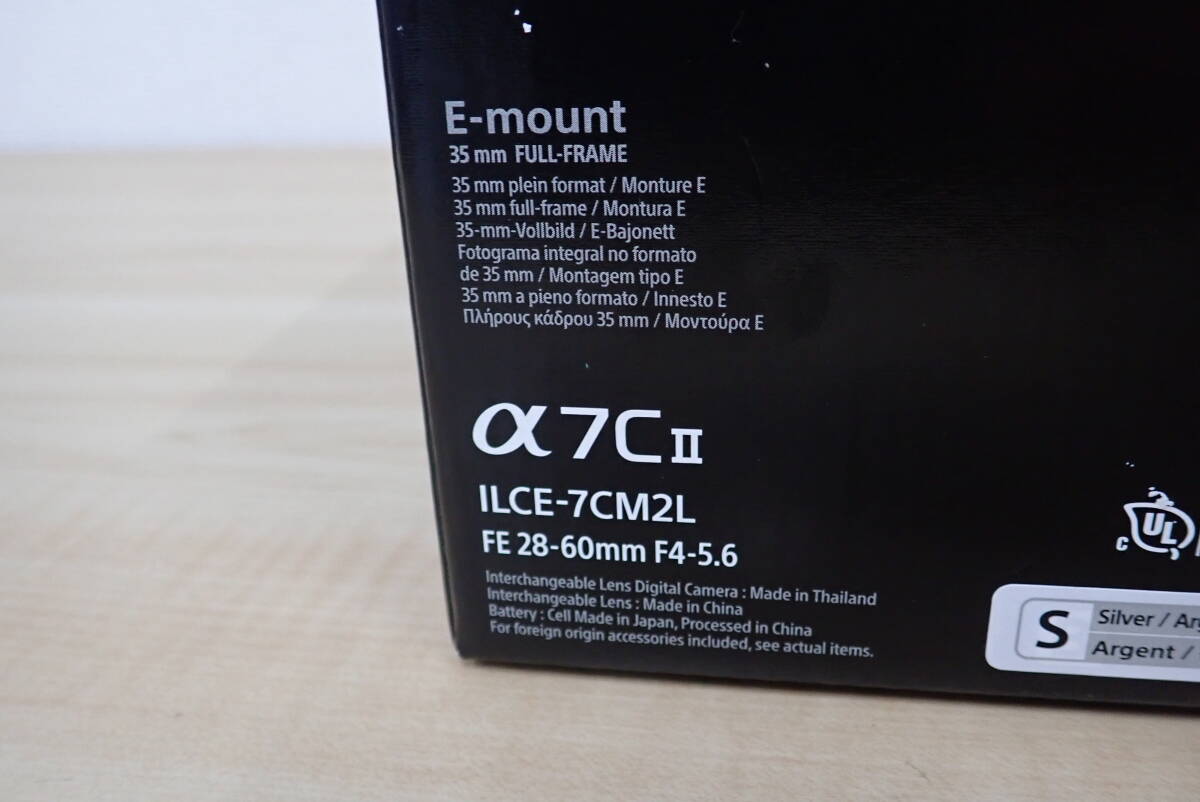 E-mount
35 mm FULL-FRAME
35 mm plein format / Monture E
35 mm full-frame / Montura E
35-mm-Vollbild / E-Bajonett
Fotograma integral no formato
de 35 mm / Montagem tipo E
35 mm a pieno formato / Innesto E
Πλήρους κάδρου 35 mm / Μοντούρα E
α7C II
ILCE-7CM2L
FE 28-60mm F4-5.6
Interchangeable Lens Digital Camera : Made in Thailand
Interchangeable Lens : Made in China
Battery : Cell Made in Japan, Processed in China
For foreign origin accessories included, see actual items.
c UL
S
Silver /
Argent /